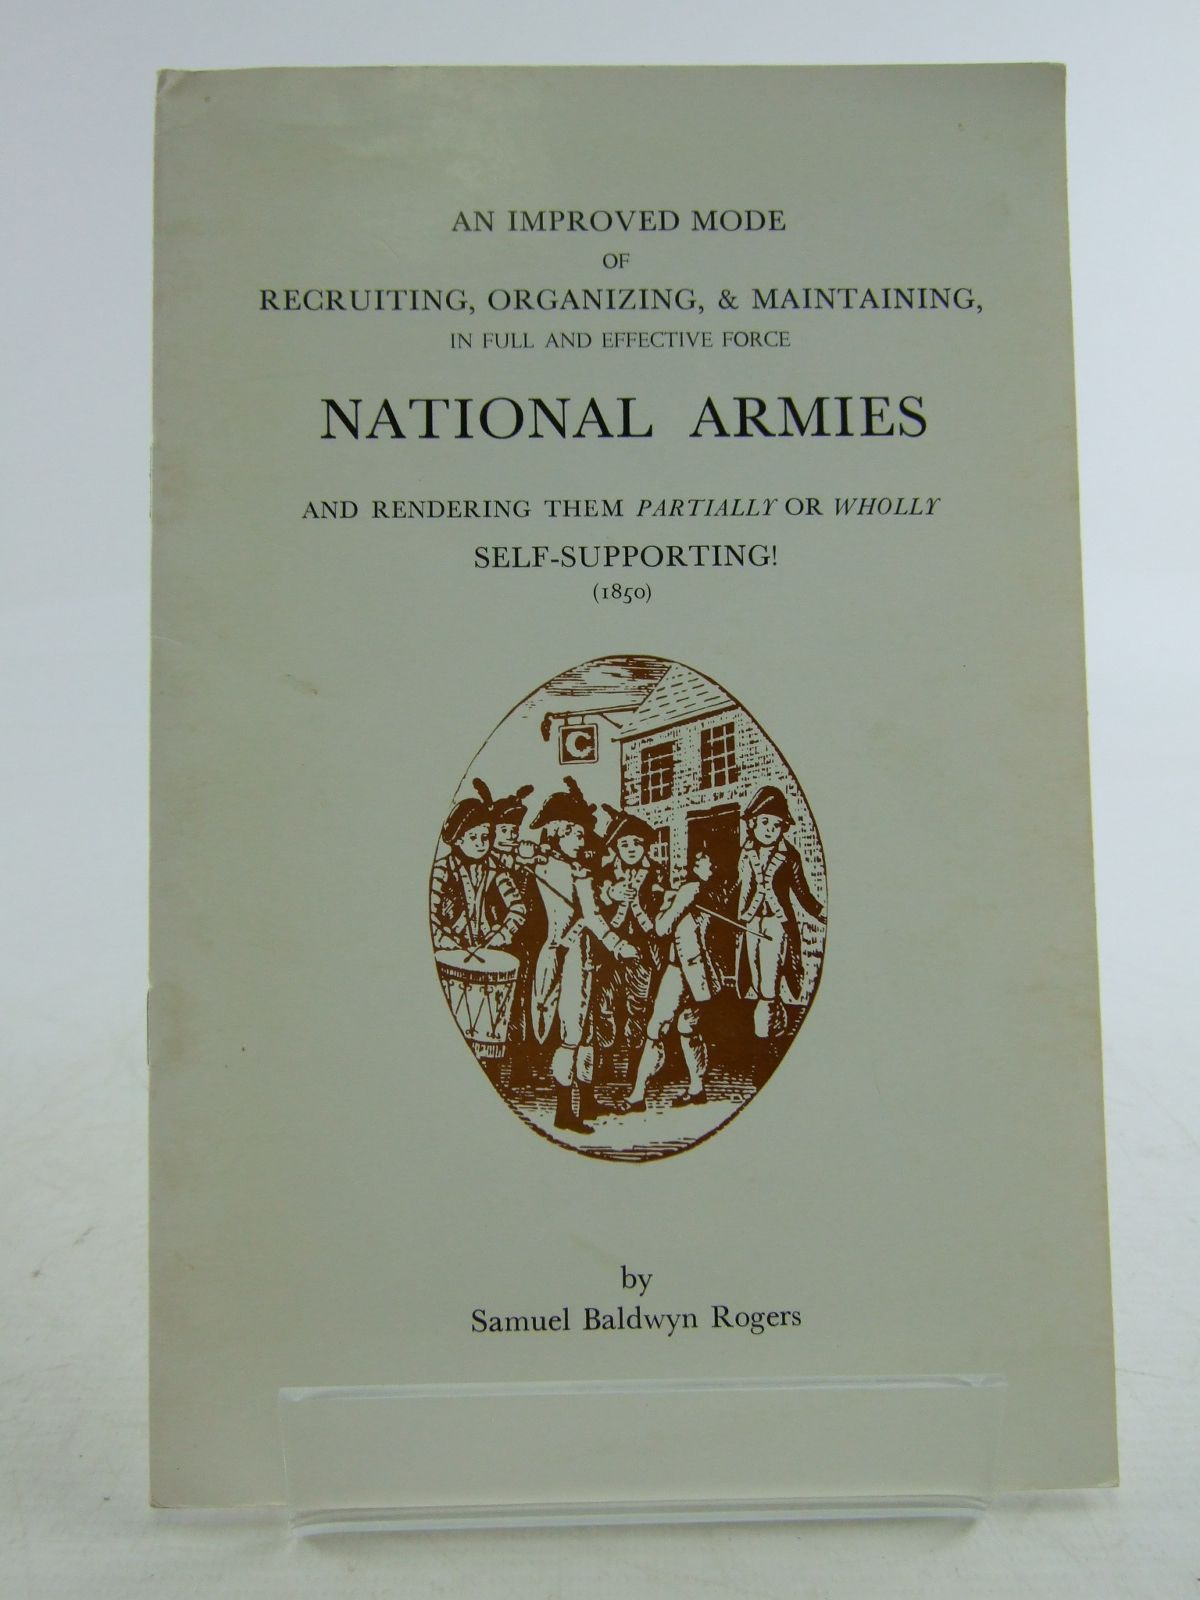 AN IMPROVED MODE
OF
RECRUITING, ORGANIZING, & MAINTAINING,
IN FULL AND EFFECTIVE FORCE
NATIONAL ARMIES
AND RENDERING THEM PARTIALLY OR WHOLLY
SELF-SUPPORTING!
(1850)
C
by
Samuel Baldwyn Rogers